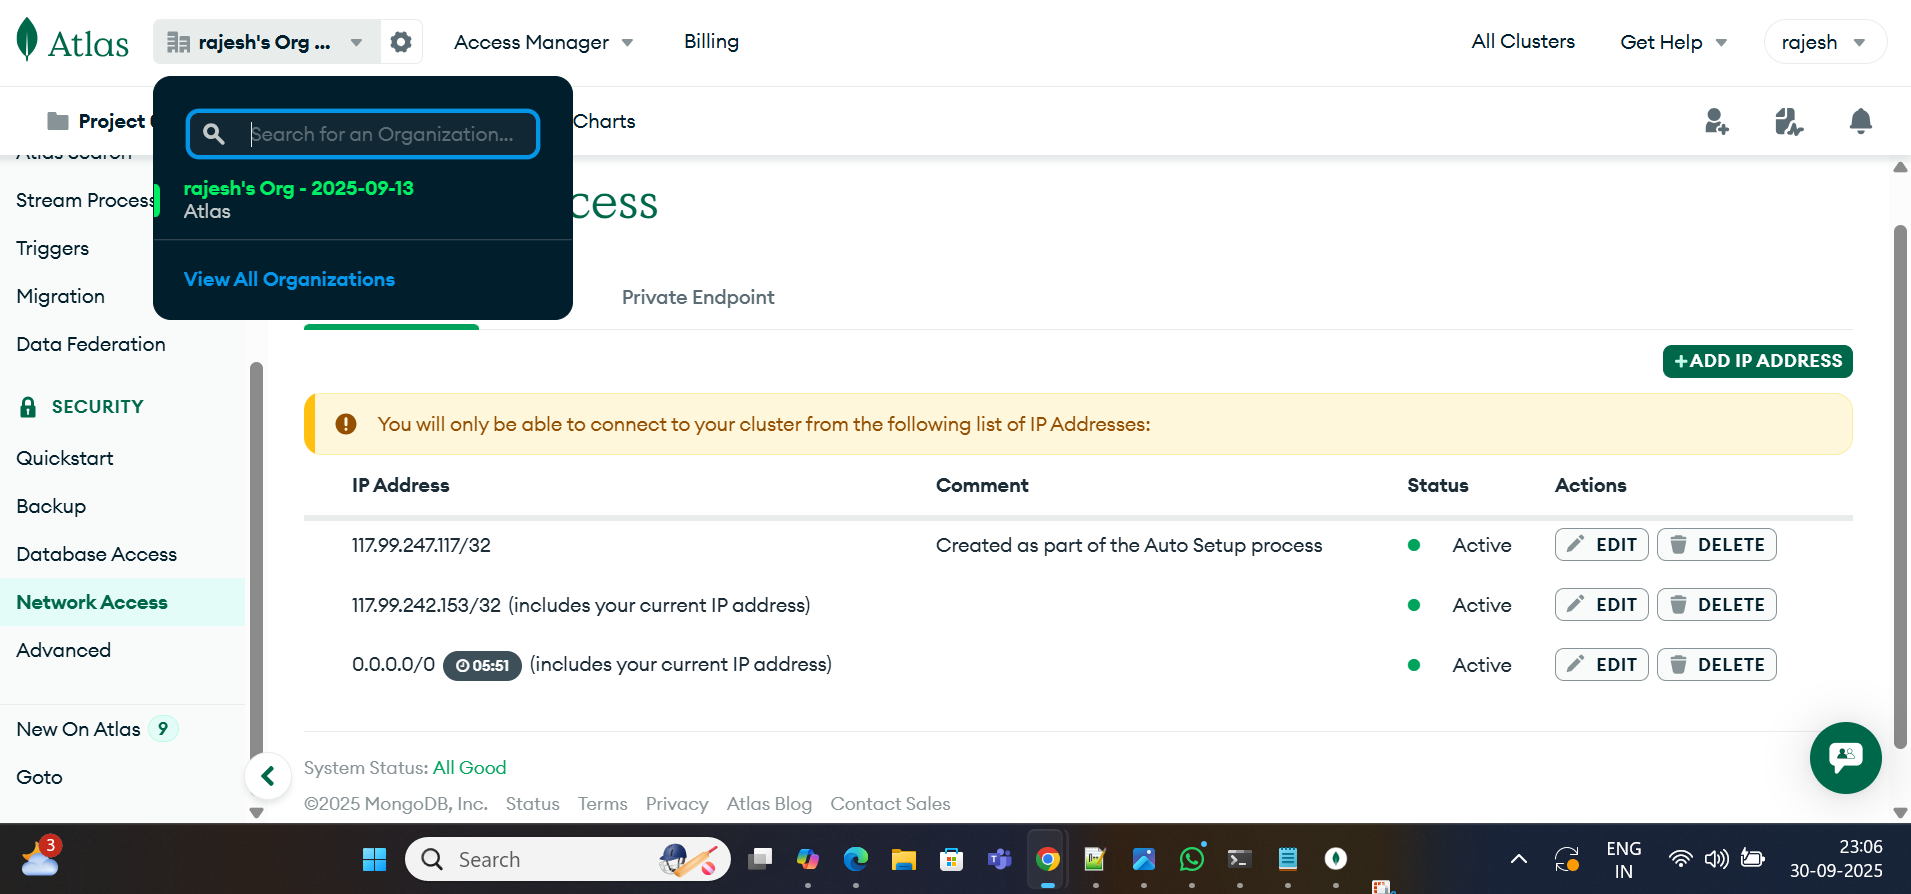 Atlas
rajesh's Org ...
Access Manager
Billing
All Clusters
Get Help
rajesh
Project
Charts
Search for an Organization...
rajesh's Org - 2025-09-13
Atlas
View All Organizations
Atlas Search
Stream Process
Triggers
Migration
Data Federation
SECURITY
Quickstart
Backup
Database Access
Network Access
Advanced
New On Atlas 9
Goto
cess
Private Endpoint
+ADD IP ADDRESS
You will only be able to connect to your cluster from the following list of IP Addresses:
IP Address Comment Status Actions
117.99.247.117/32 Created as part of the Auto Setup process Active EDIT DELETE
117.99.242.153/32 (includes your current IP address) Active EDIT DELETE
0.0.0.0/0 05:51 (includes your current IP address) Active EDIT DELETE
System Status: All Good
©2025 MongoDB, Inc. Status Terms Privacy Atlas Blog Contact Sales
3
Search
ENG
IN
23:06
30-09-2025